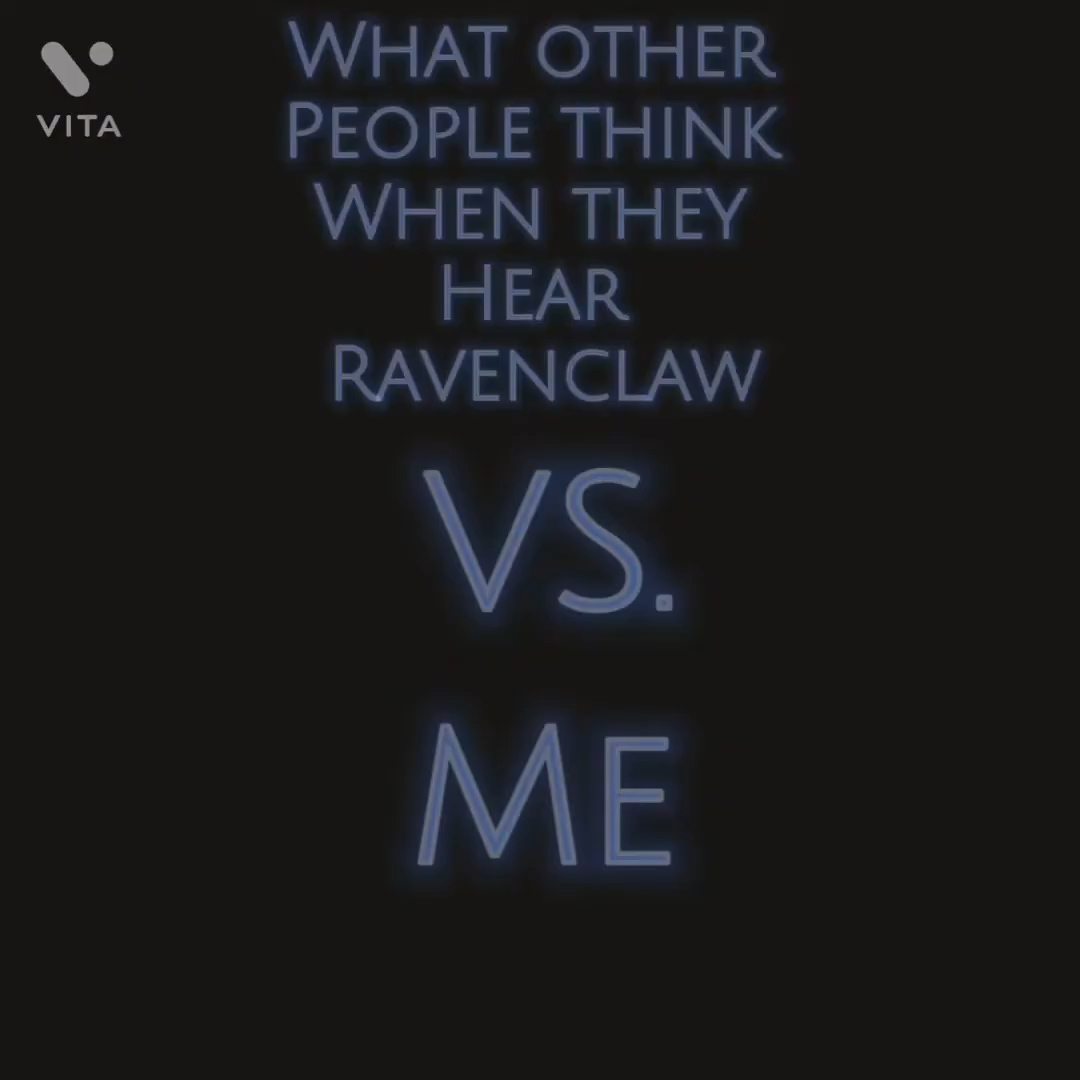 VITA
WHAT OTHER
PEOPLE THINK
WHEN THEY
HEAR
RAVENCLAW
VS.
ME